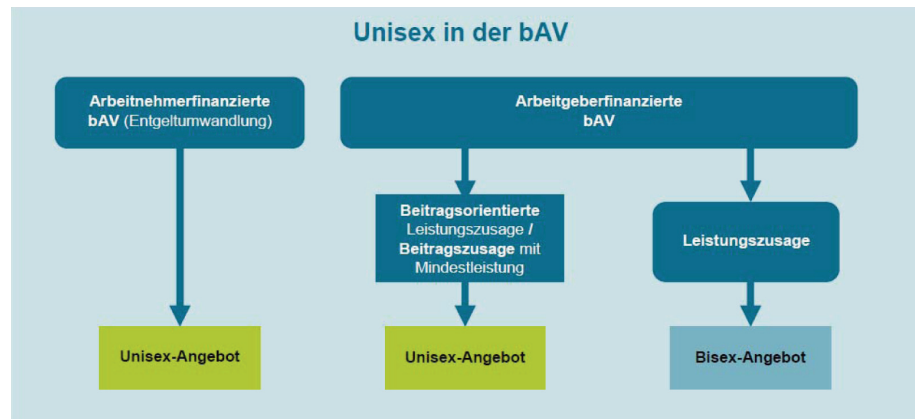 Unisex in der bAV
Arbeitnehmerfinanzierte
bAV (Entgeltumwandlung)
Arbeitgeberfinanzierte
bAV
Beitragsorientierte
Leistungszusage /
Beitragszusage mit
Mindestleistung
Leistungszusage
Unisex-Angebot
Unisex-Angebot
Bisex-Angebot